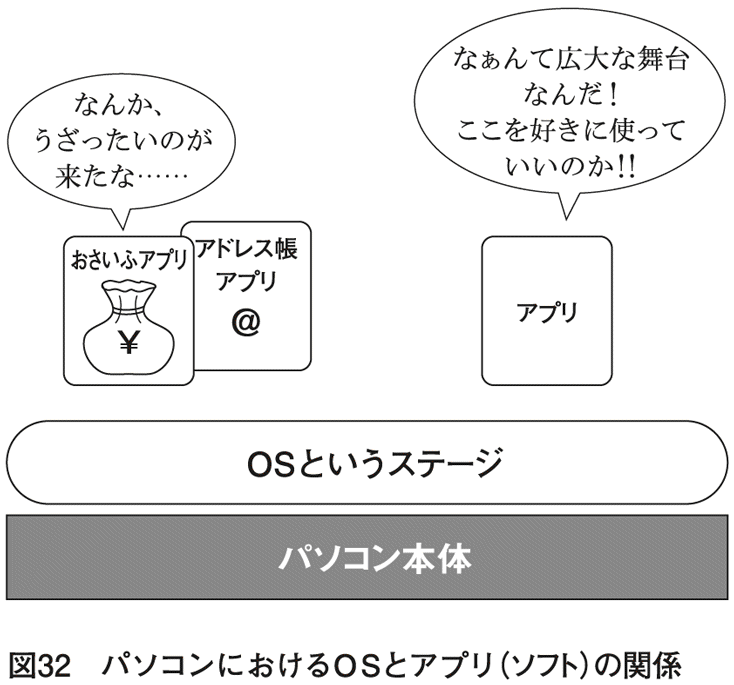 なぁんて広大な舞台
なんだ！
ここを好きに使って
いいのか!!
なんか、
うざったいのが
来たな……
おさいふアプリ
¥
アドレス帳
アプリ
@
アプリ
OSというステージ
パソコン本体
図32　パソコンにおけるOSとアプリ（ソフト）の関係